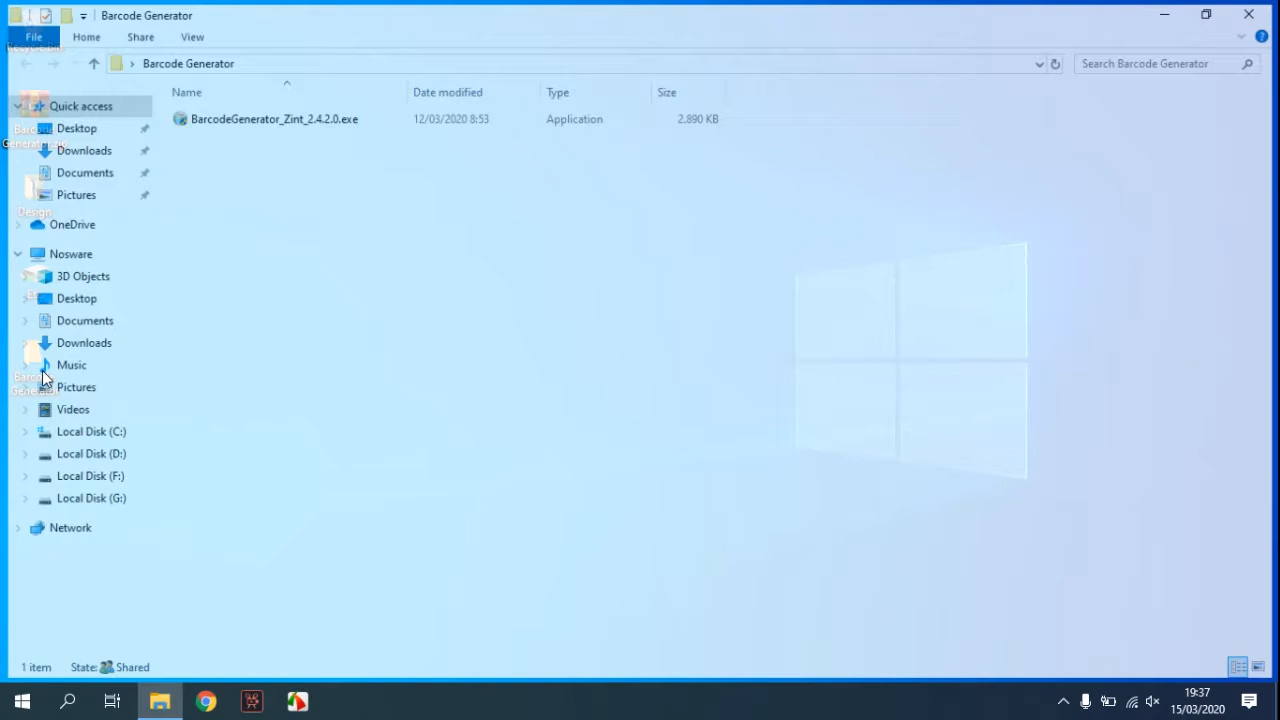 Barcode Generator
File Home Share View
Barcode Generator
Search Barcode Generator
Name Date modified Type Size
BarcodeGenerator_Zint_2.4.2.0.exe 12/03/2020 8:53 Application 2.890 KB
Quick access
Desktop
Downloads
Documents
Pictures
Design
OneDrive
Nosware
3D Objects
Desktop
Documents
Downloads
Music
Pictures
Videos
Local Disk (C:)
Local Disk (D:)
Local Disk (F:)
Local Disk (G:)
Network
1 item State: Shared
19:37
15/03/2020